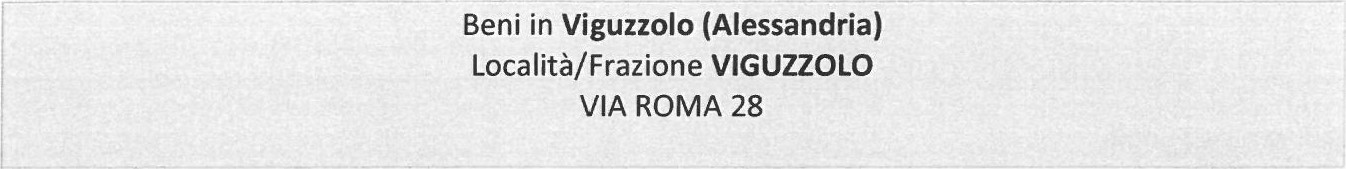 Beni in Viguzzolo (Alessandria)
Località/Frazione VIGUZZOLO
VIA ROMA 28